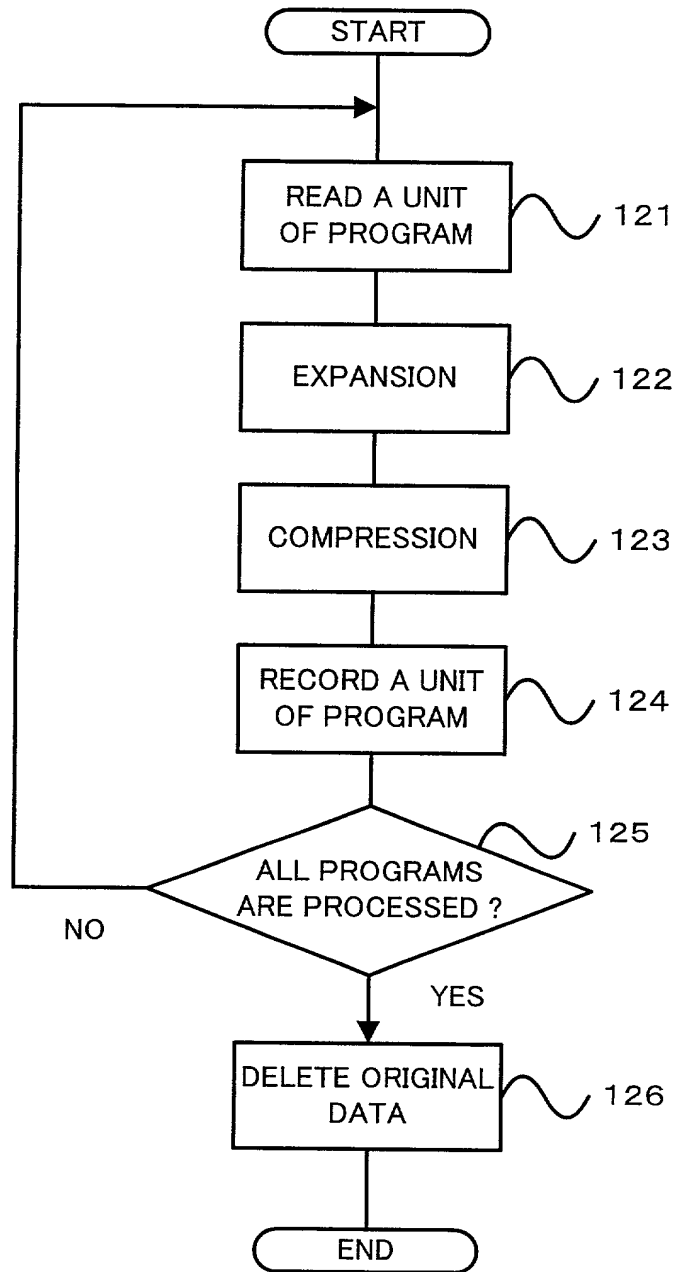 START
READ A UNIT
OF PROGRAM
121
EXPANSION
122
COMPRESSION
123
RECORD A UNIT
OF PROGRAM
124
125
ALL PROGRAMS
ARE PROCESSED ?
NO
YES
DELETE ORIGINAL
DATA
126
END